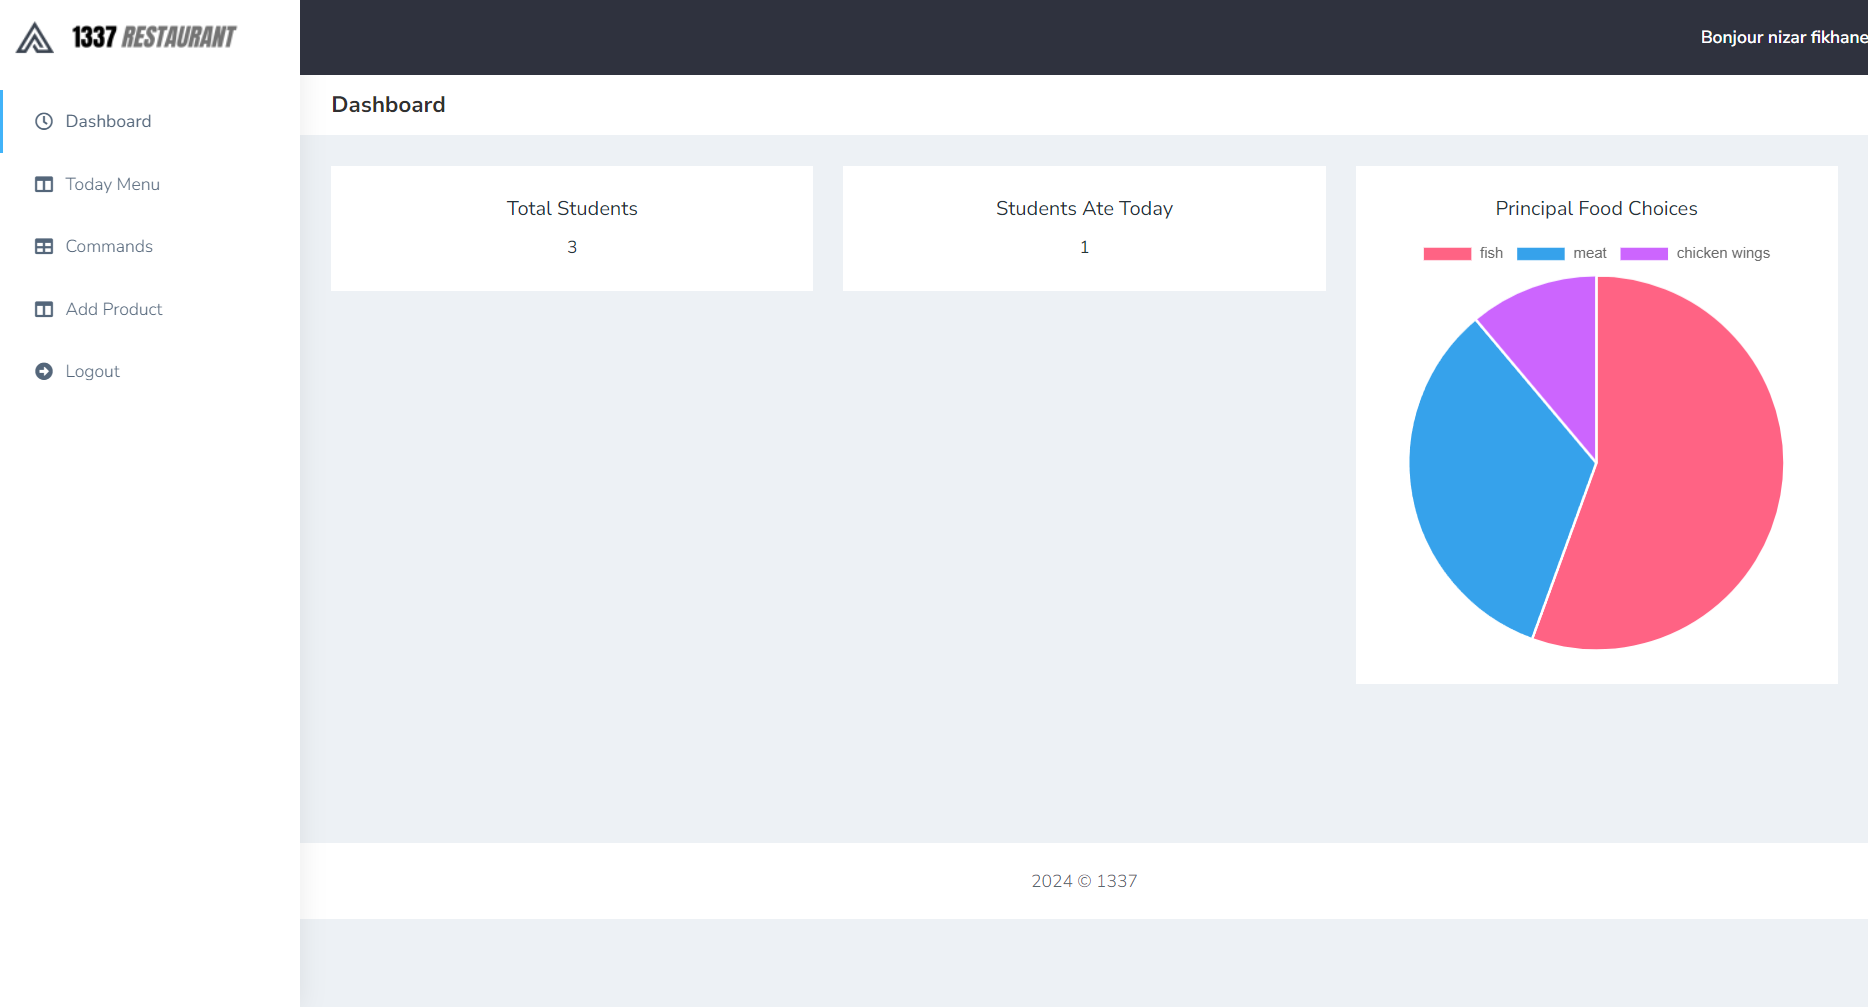 1337 RESTAURANT
Bonjour nizar fikhane
Dashboard
Today Menu
Commands
Add Product
Logout
Dashboard
Total Students
3
Students Ate Today
1
Principal Food Choices
fish meat chicken wings
2024 © 1337